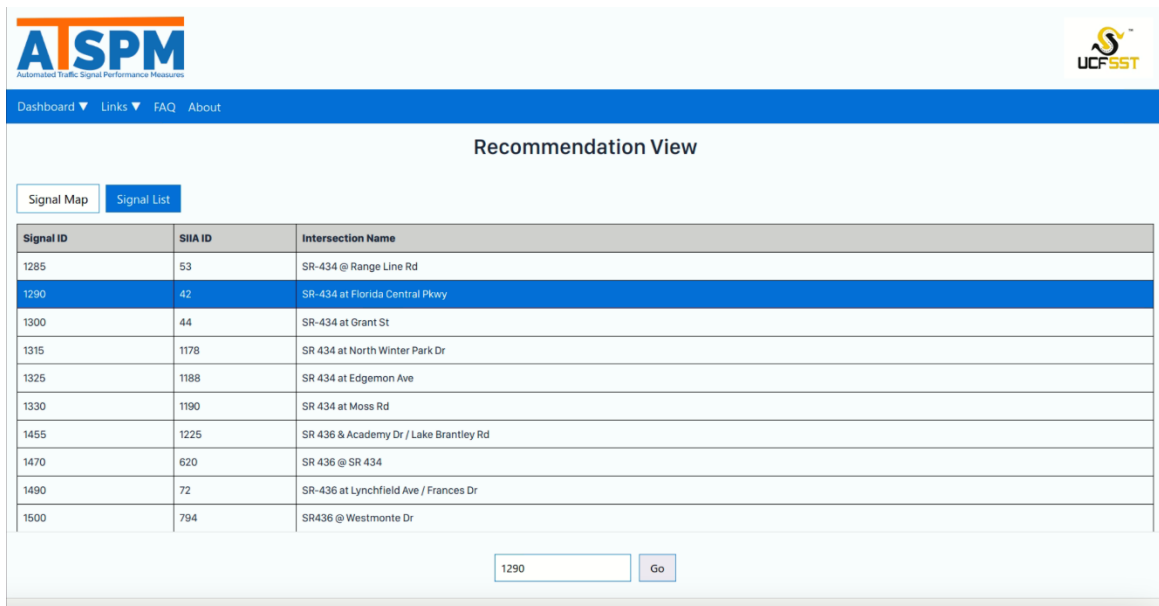 ATSPM
Automated Traffic Signal Performance Measures
UCFSST
TM
Dashboard ▼ Links ▼ FAQ About
Recommendation View
Signal Map Signal List
Signal ID SIIA ID Intersection Name
1285 53 SR-434 @ Range Line Rd
1290 42 SR-434 at Florida Central Pkwy
1300 44 SR-434 at Grant St
1315 1178 SR 434 at North Winter Park Dr
1325 1188 SR 434 at Edgemon Ave
1330 1190 SR 434 at Moss Rd
1455 1225 SR 436 & Academy Dr / Lake Brantley Rd
1470 620 SR 436 @ SR 434
1490 72 SR-436 at Lynchfield Ave / Frances Dr
1500 794 SR436 @ Westmonte Dr
1290 Go